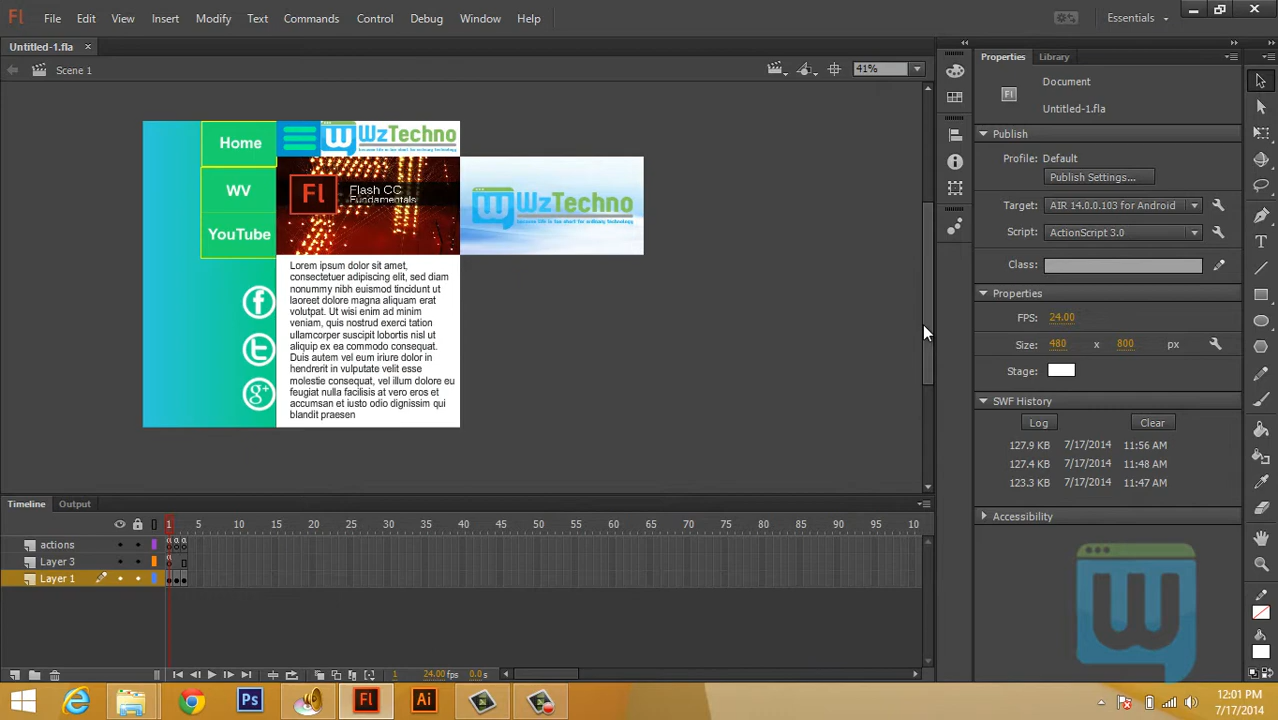 Fl File Edit View Insert Modify Text Commands Control Debug Window Help Essentials
Untitled-1.fla
Scene 1
41%
Home
WV
YouTube
WzTechno
Fl
Flash CC
Fundamentals
WzTechno
Lorem ipsum dolor sit amet,
consectetuer adipiscing elit, sed diam
nonummy nibh euismod tincidunt ut
laoreet dolore magna aliquam erat
volutpat. Ut wisi enim ad minim
veniam, quis nostrud exerci tation
ullamcorper suscipit lobortis nisl ut
aliquip ex ea commodo consequat.
Duis autem vel eum iriure dolor in
hendrerit in vulputate velit esse
molestie consequat, vel illum dolore eu
feugiat nulla facilisis at vero eros et
accumsan et iusto odio dignissim qui
blandit praesen
Properties Library
Document
Untitled-1.fla
Publish
Profile: Default
Publish Settings...
Target: AIR 14.0.0.103 for Android
Script: ActionScript 3.0
Class:
Properties
FPS: 24.00
Size: 480 x 800 px
Stage:
SWF History
Log Clear
127.9 KB 7/17/2014 11:56 AM
127.4 KB 7/17/2014 11:48 AM
123.3 KB 7/17/2014 11:47 AM
Accessibility
Timeline Output
1 5 10 15 20 25 30 35 40 45 50 55 60 65 70 75 80 85 90 95 10
actions
Layer 3
Layer 1
1 24.00fps 0.0s
Ps Fl Ai
12:01 PM
7/17/2014